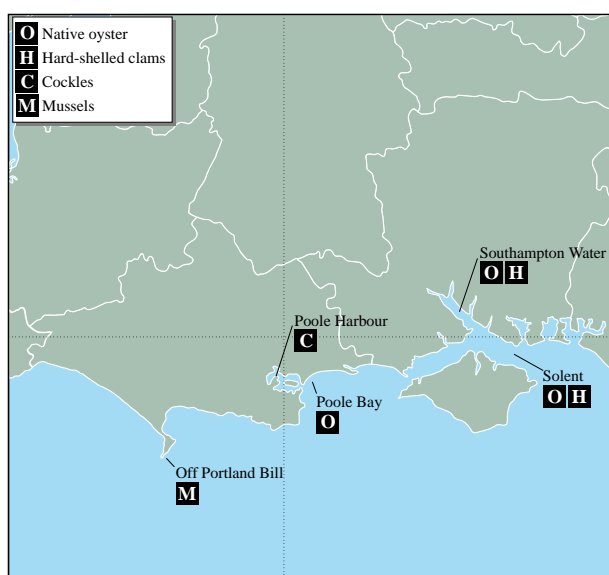 O Native oyster
H Hard-shelled clams
C Cockles
M Mussels
Southampton Water
O H
Poole Harbour
C
Solent
O H
Poole Bay
O
Off Portland Bill
M